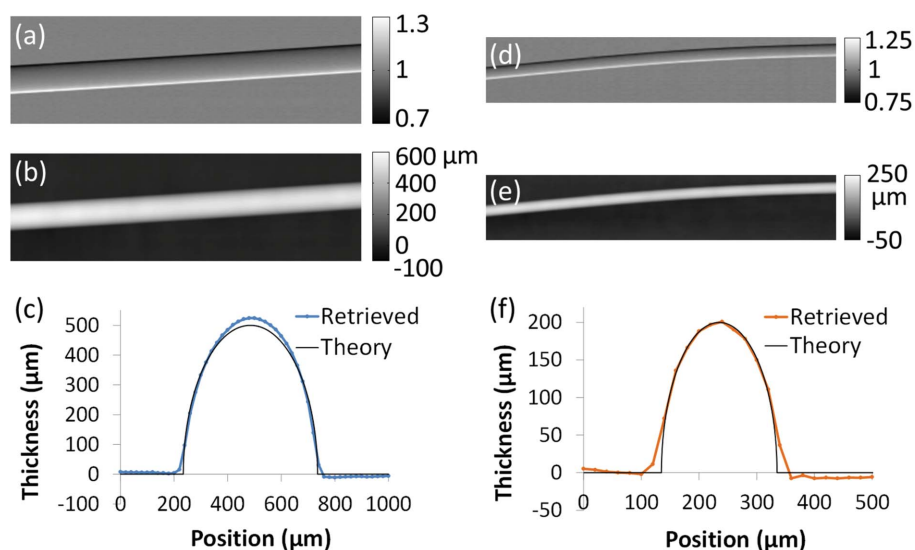 (a)
1.3
1
0.7
(b)
600 µm
400
200
0
-100
(c)
Retrieved
Theory
Thickness (µm)
500
400
300
200
100
0
-100
0 200 400 600 800 1000
Position (µm)
(d)
1.25
1
0.75
(e)
250
µm
-50
(f)
Retrieved
Theory
Thickness (µm)
200
150
100
50
0
-50
0 100 200 300 400 500
Position (µm)